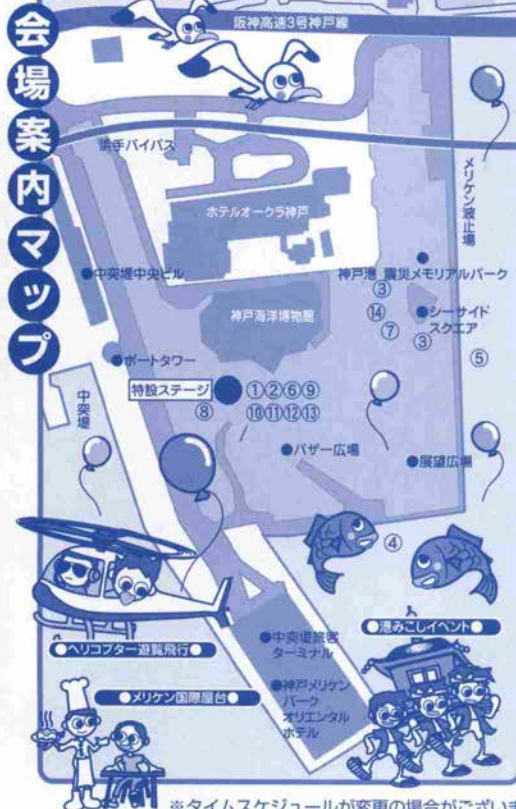 会場案内マップ
阪神高速3号神戸線
浜手バイパス
メリケン波止場
ホテルオークラ神戸
●中突堤中央ビル
神戸港 震災メモリアルパーク
③
神戸海洋博物館
⑭
●シーサイド
スクエア
⑦
③
⑤
●ポートタワー
特設ステージ
①②⑥⑨
⑧
⑩⑪⑫⑬
中突堤
●バザー広場
●展望広場
④
●ヘリコプター遊覧飛行●
●港みこしイベント●
●中突堤旅客
ターミナル
●メリケン国際屋台●
●神戸メリケン
パーク
オリエンタル
ホテル
※タイムスケジュールが変更の場合がござい